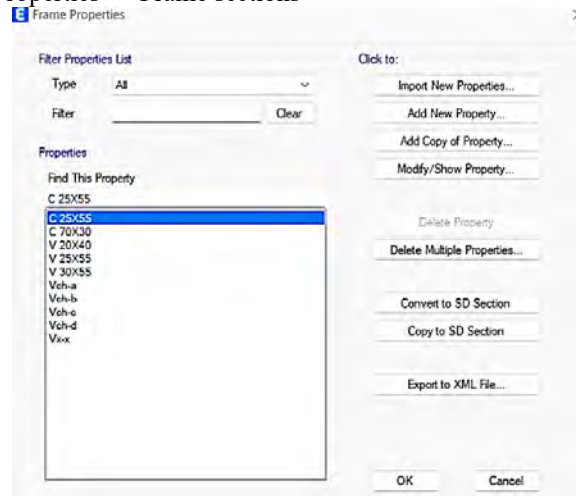 Frame Properties
Filter Properties List
Type All
Filter Clear
Properties
Find This Property
C 25X55
C 25X55
C 70X30
V 20X40
V 25X55
V 30X55
Vch-a
Vch-b
Vch-c
Vch-d
Vx-x
Click to:
Import New Properties...
Add New Property...
Add Copy of Property...
Modify/Show Property...
Delete Property
Delete Multiple Properties...
Convert to SD Section
Copy to SD Section
Export to XML File...
OK Cancel